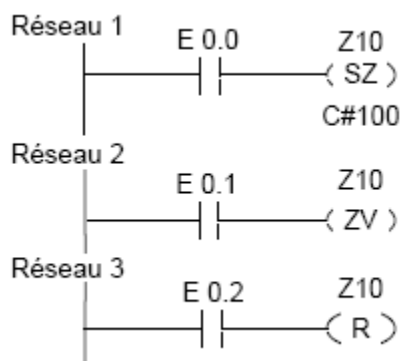 Réseau 1
E 0.0 Z10
( SZ )
C#100
Réseau 2
E 0.1 Z10
( ZV )
Réseau 3
E 0.2 Z10
( R )